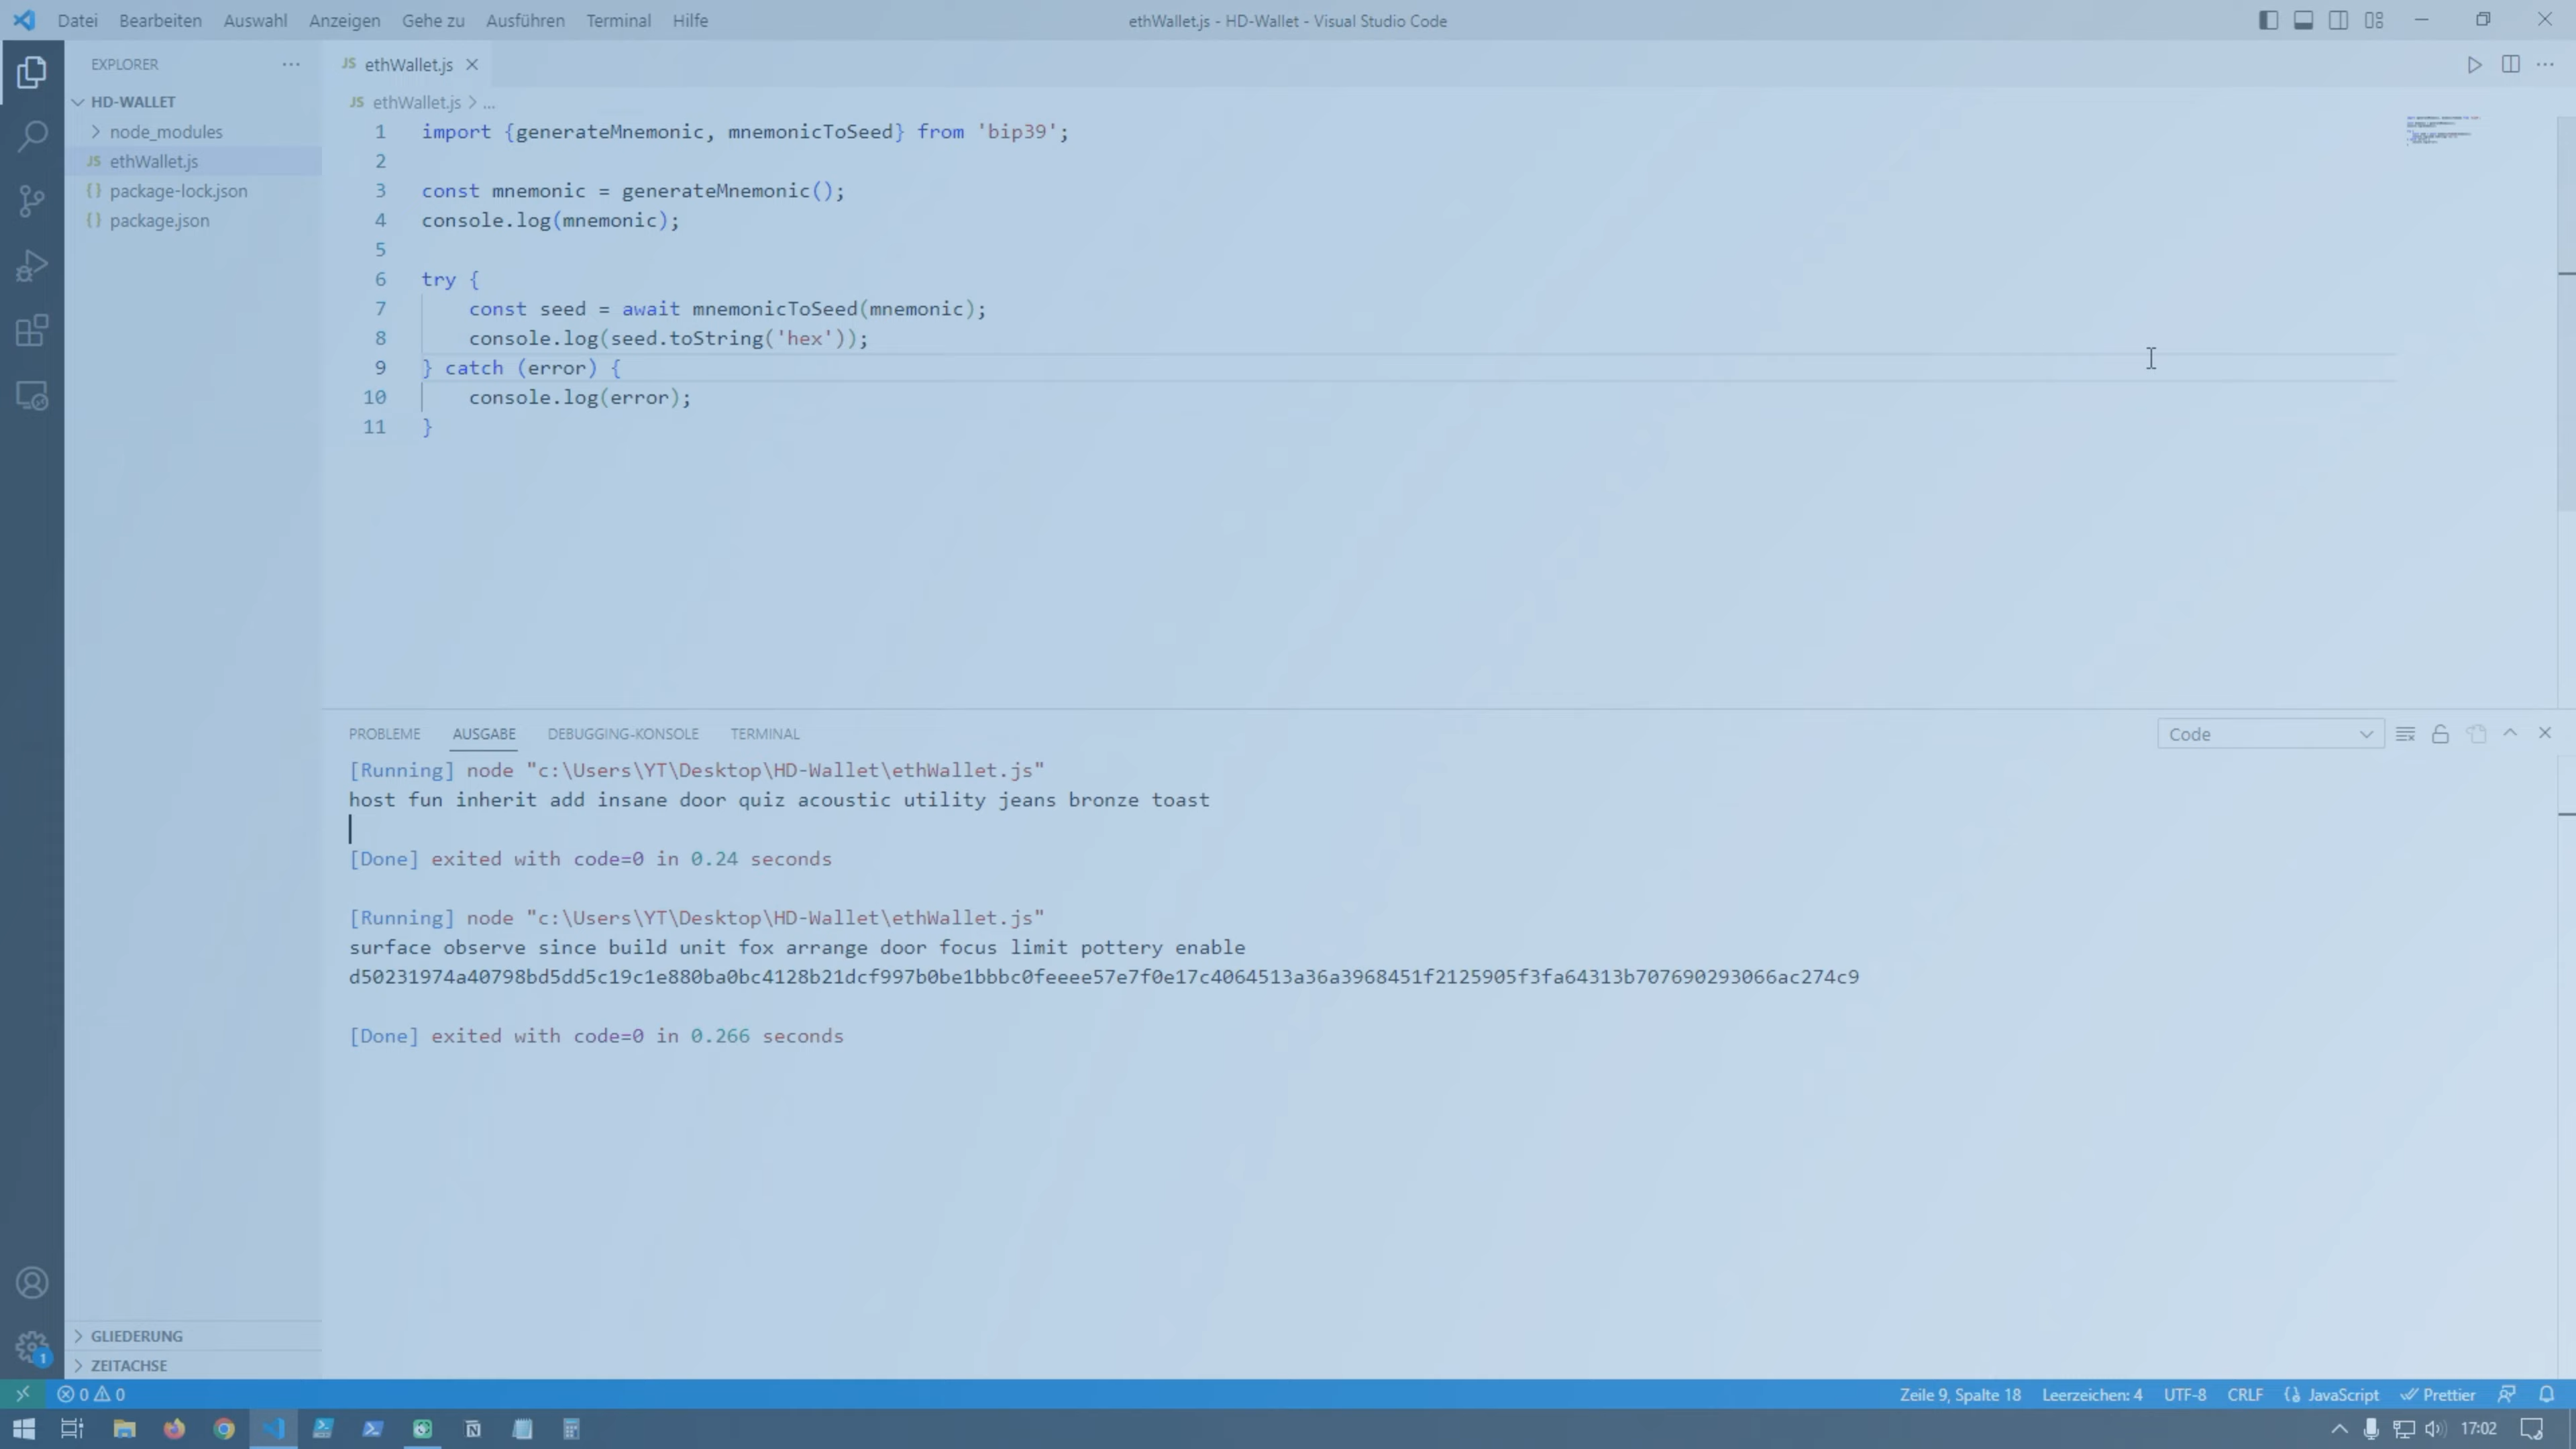 Datei Bearbeiten Auswahl Anzeigen Gehe zu Ausführen Terminal Hilfe
ethWallet.js - HD-Wallet - Visual Studio Code
EXPLORER
HD-WALLET
node_modules
JS ethWallet.js
{} package-lock.json
{} package.json
GLIEDERUNG
ZEITACHSE
1
JS ethWallet.js
JS ethWallet.js > ...
1 import {generateMnemonic, mnemonicToSeed} from 'bip39';
2
3 const mnemonic = generateMnemonic();
4 console.log(mnemonic);
5
6 try {
7 const seed = await mnemonicToSeed(mnemonic);
8 console.log(seed.toString('hex'));
9 } catch (error) {
10 console.log(error);
11 }
PROBLEME AUSGABE DEBUGGING-KONSOLE TERMINAL
Code
[Running] node "c:\Users\YT\Desktop\HD-Wallet\ethWallet.js"
host fun inherit add insane door quiz acoustic utility jeans bronze toast
[Done] exited with code=0 in 0.24 seconds
[Running] node "c:\Users\YT\Desktop\HD-Wallet\ethWallet.js"
surface observe since build unit fox arrange door focus limit pottery enable
d50231974a40798bd5dd5c19c1e880ba0bc4128b21dcf997b0be1bbbc0feeee57e7f0e17c4064513a36a3968451f2125905f3fa64313b707690293066ac274c9
[Done] exited with code=0 in 0.266 seconds
0 0
Zeile 9, Spalte 18 Leerzeichen: 4 UTF-8 CRLF {} JavaScript Prettier
17:02